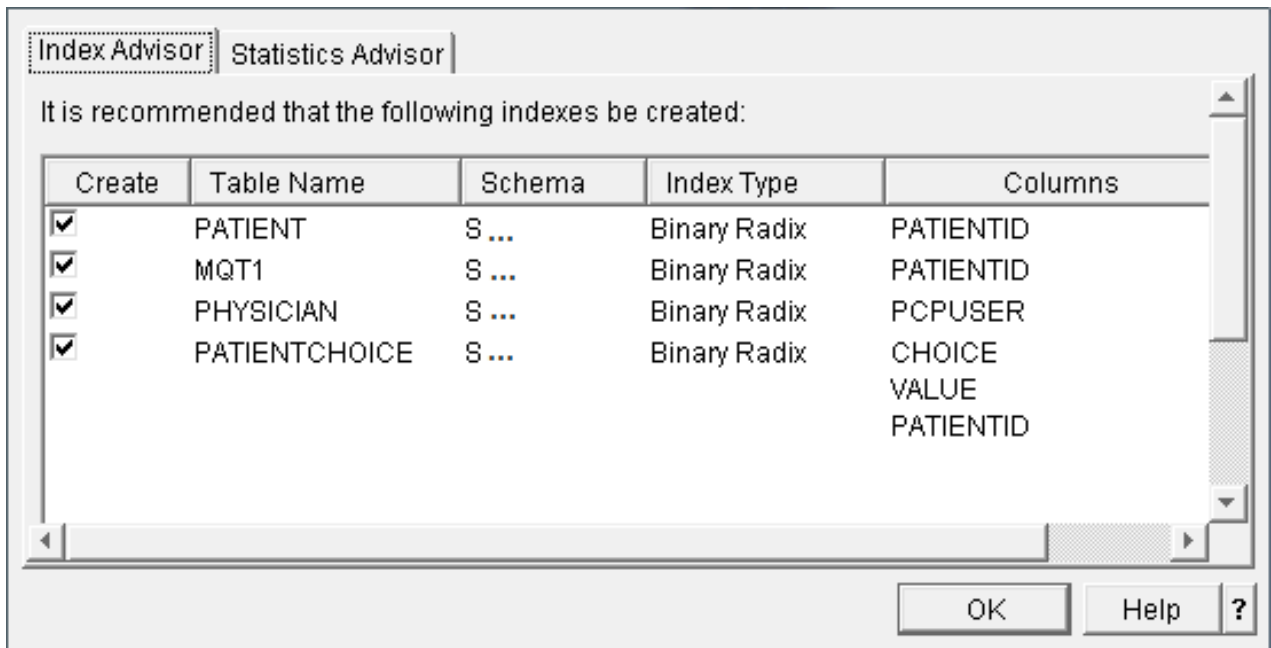 Index Advisor Statistics Advisor
It is recommended that the following indexes be created:
Create Table Name Schema Index Type Columns
PATIENT S ... Binary Radix PATIENTID
MQT1 S ... Binary Radix PATIENTID
PHYSICIAN S ... Binary Radix PCPUSER
PATIENTCHOICE S ... Binary Radix CHOICE
VALUE
PATIENTID
OK Help ?